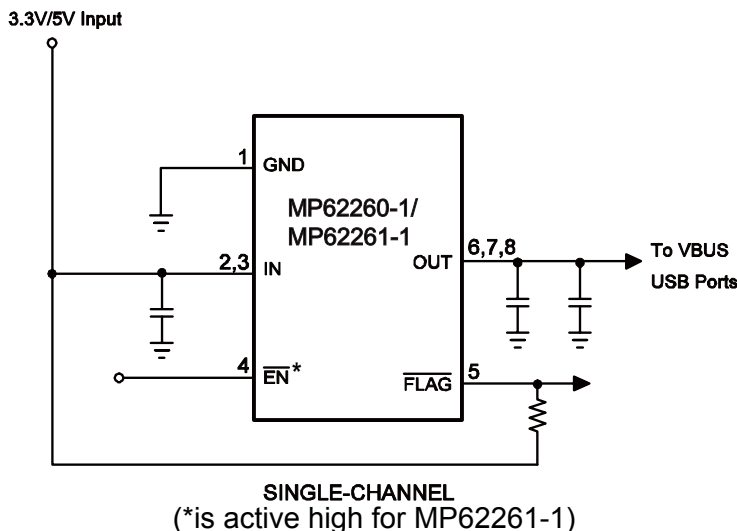 3.3V/5V Input
1
GND
MP62260-1/
MP62261-1
2,3
IN
OUT
6,7,8
To VBUS
USB Ports
4
EN*
FLAG
5
SINGLE-CHANNEL
(*is active high for MP62261-1)